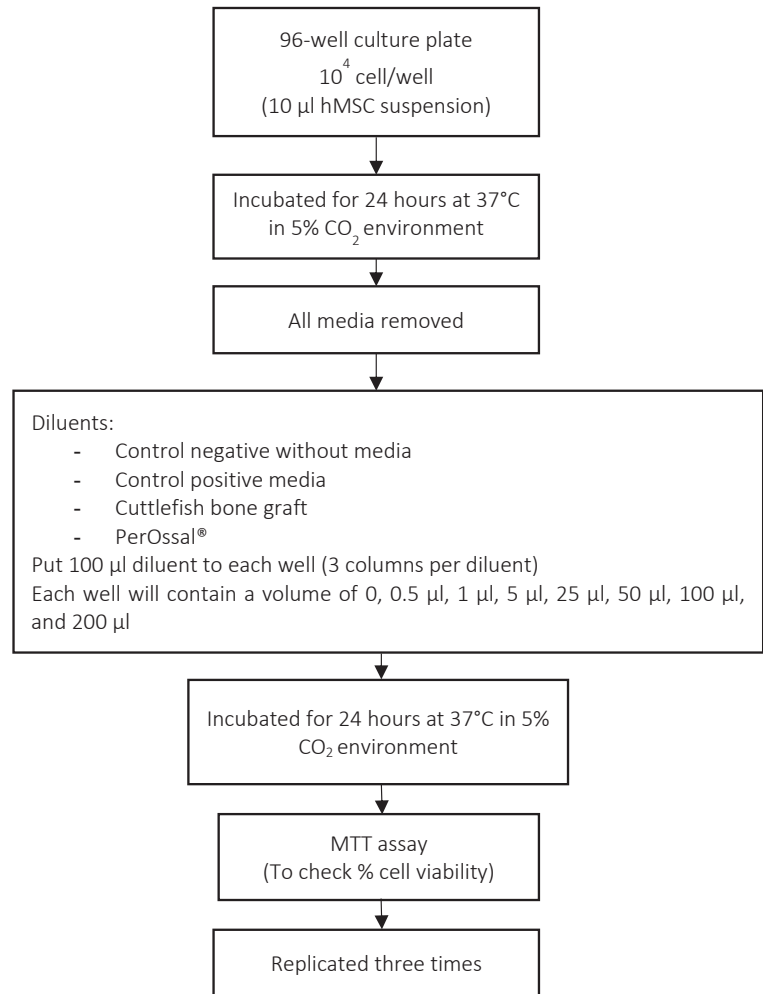 96-well culture plate
10⁴ cell/well
(10 µl hMSC suspension)
Incubated for 24 hours at 37°C
in 5% CO₂ environment
All media removed
Diluents:
- Control negative without media
- Control positive media
- Cuttlefish bone graft
- PerOssal®
Put 100 µl diluent to each well (3 columns per diluent)
Each well will contain a volume of 0, 0.5 µl, 1 µl, 5 µl, 25 µl, 50 µl, 100 µl,
and 200 µl
Incubated for 24 hours at 37°C in 5%
CO₂ environment
MTT assay
(To check % cell viability)
Replicated three times